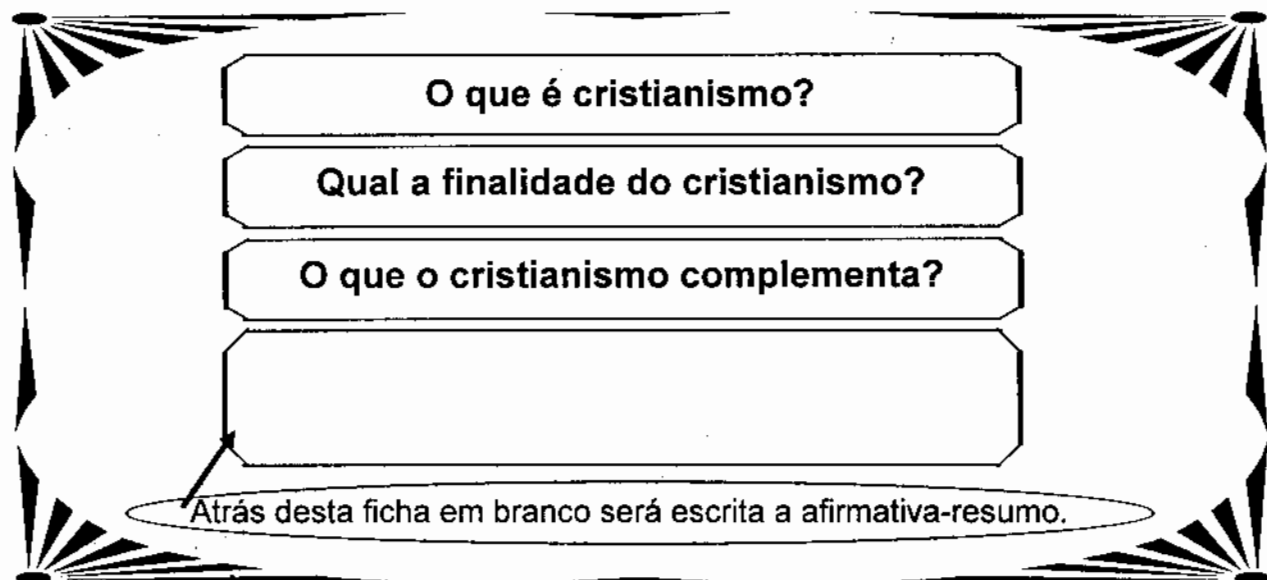 O que é cristianismo?
Qual a finalidade do cristianismo?
O que o cristianismo complementa?
Atrás desta ficha em branco será escrita a afirmativa-resumo.